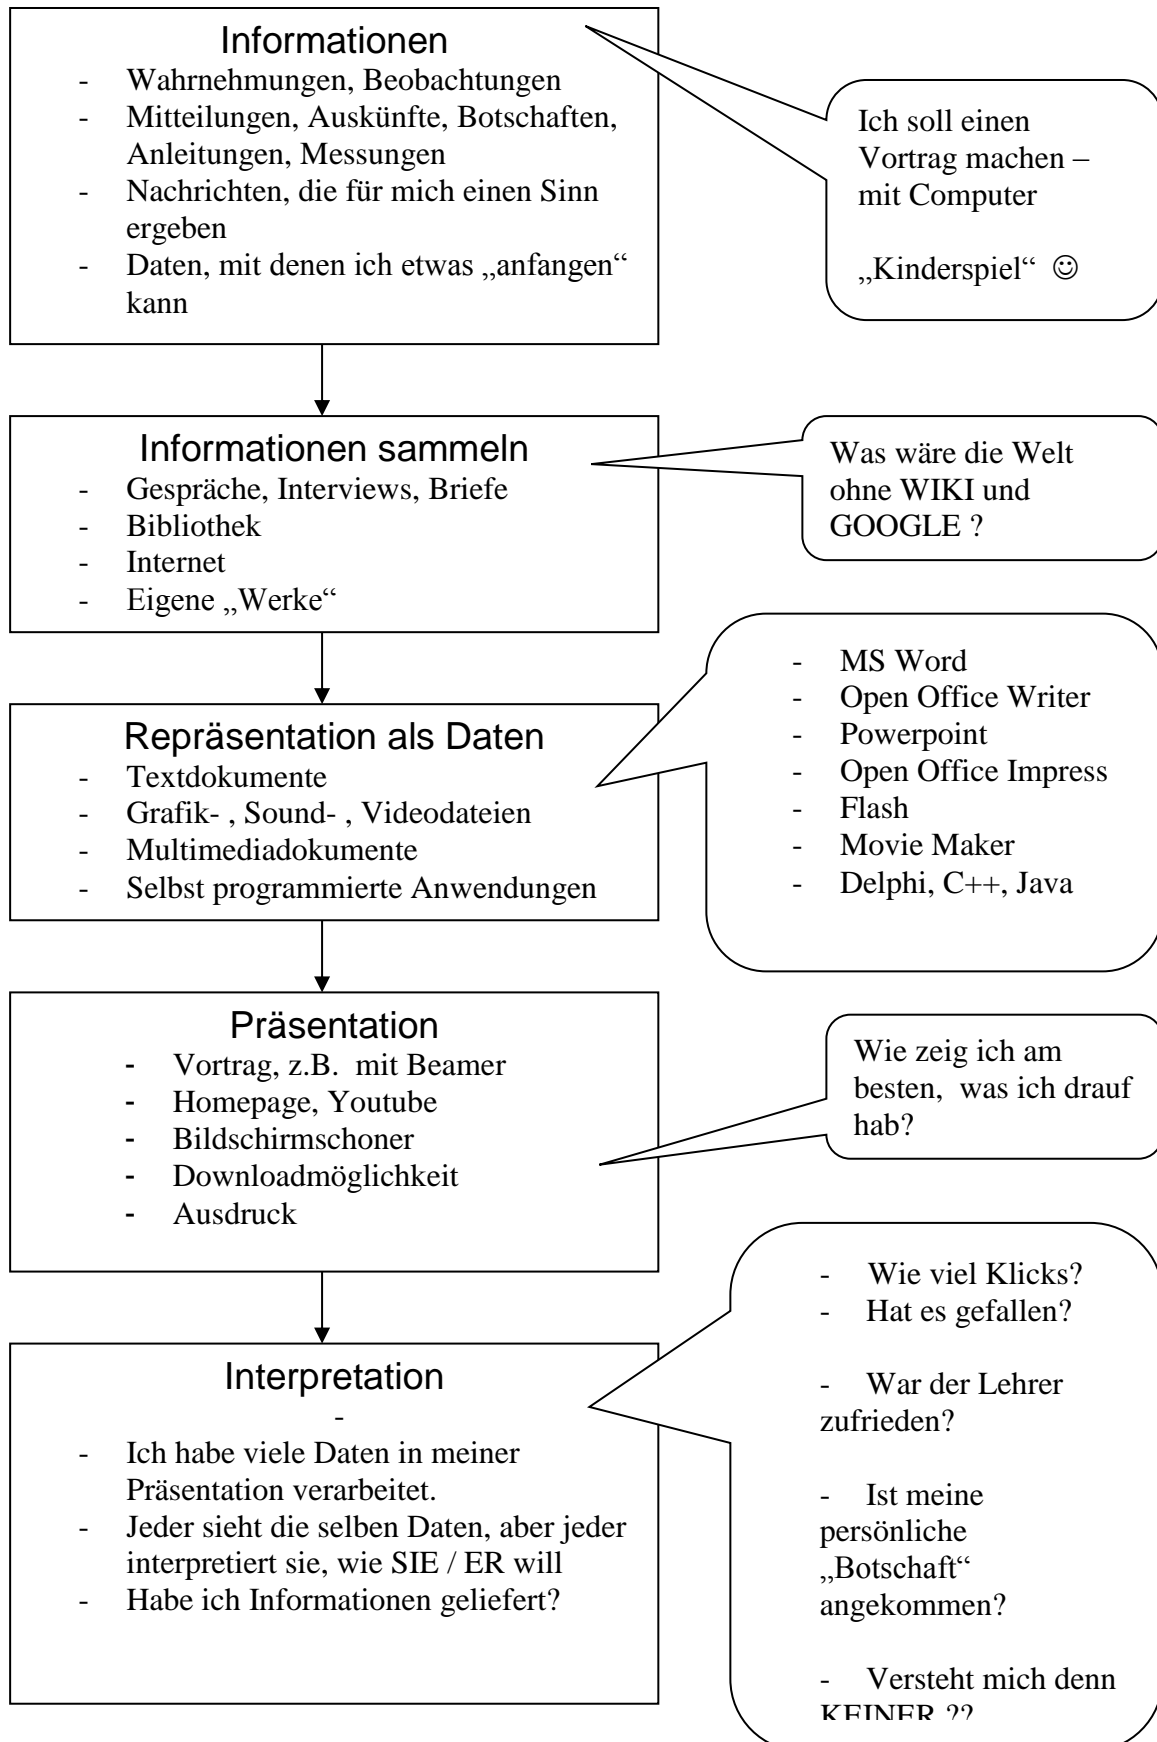 Informationen
- Wahrnehmungen, Beobachtungen
- Mitteilungen, Auskünfte, Botschaften,
Anleitungen, Messungen
- Nachrichten, die für mich einen Sinn
ergeben
- Daten, mit denen ich etwas „anfangen“
kann
Ich soll einen
Vortrag machen –
mit Computer
„Kinderspiel“ ☺
Informationen sammeln
- Gespräche, Interviews, Briefe
- Bibliothek
- Internet
- Eigene „Werke“
Was wäre die Welt
ohne WIKI und
GOOGLE ?
Repräsentation als Daten
- Textdokumente
- Grafik- , Sound- , Videodateien
- Multimediadokumente
- Selbst programmierte Anwendungen
- MS Word
- Open Office Writer
- Powerpoint
- Open Office Impress
- Flash
- Movie Maker
- Delphi, C++, Java
Präsentation
- Vortrag, z.B. mit Beamer
- Homepage, Youtube
- Bildschirmschoner
- Downloadmöglichkeit
- Ausdruck
Wie zeig ich am
besten, was ich drauf
hab?
Interpretation
-
- Ich habe viele Daten in meiner
Präsentation verarbeitet.
- Jeder sieht die selben Daten, aber jeder
interpretiert sie, wie SIE / ER will
- Habe ich Informationen geliefert?
- Wie viel Klicks?
- Hat es gefallen?
- War der Lehrer
zufrieden?
- Ist meine
persönliche
„Botschaft“
angekommen?
- Versteht mich denn
KEINER ??